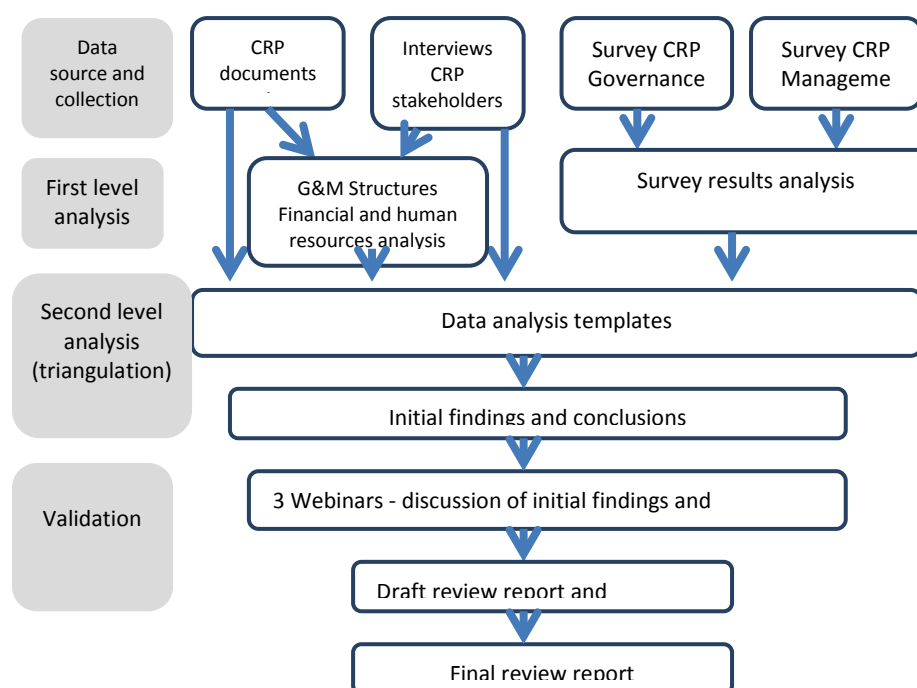 Data
source and
collection
CRP
documents
Interviews
CRP
stakeholders
Survey CRP
Governance
Survey CRP
Manageme
First level
analysis
G&M Structures
Financial and human
resources analysis
Survey results analysis
Second level
analysis
(triangulation)
Data analysis templates
Initial findings and conclusions
Validation
3 Webinars - discussion of initial findings and
Draft review report and
Final review report